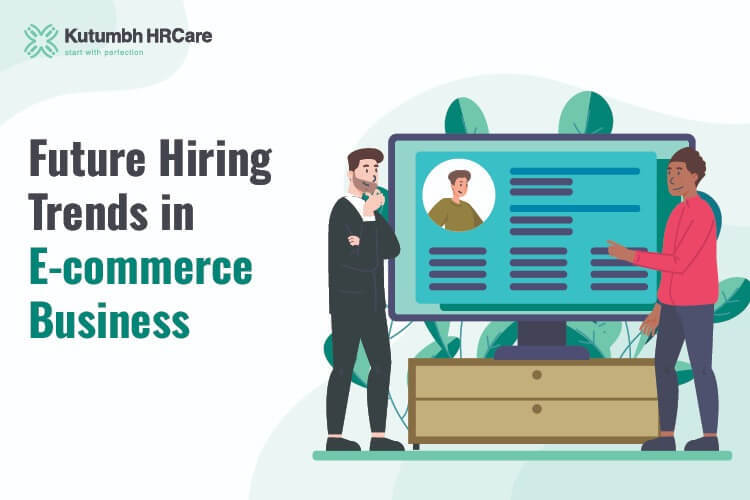 Kutumbh HRCare
start with perfection
Future Hiring
Trends in
E-commerce
Business